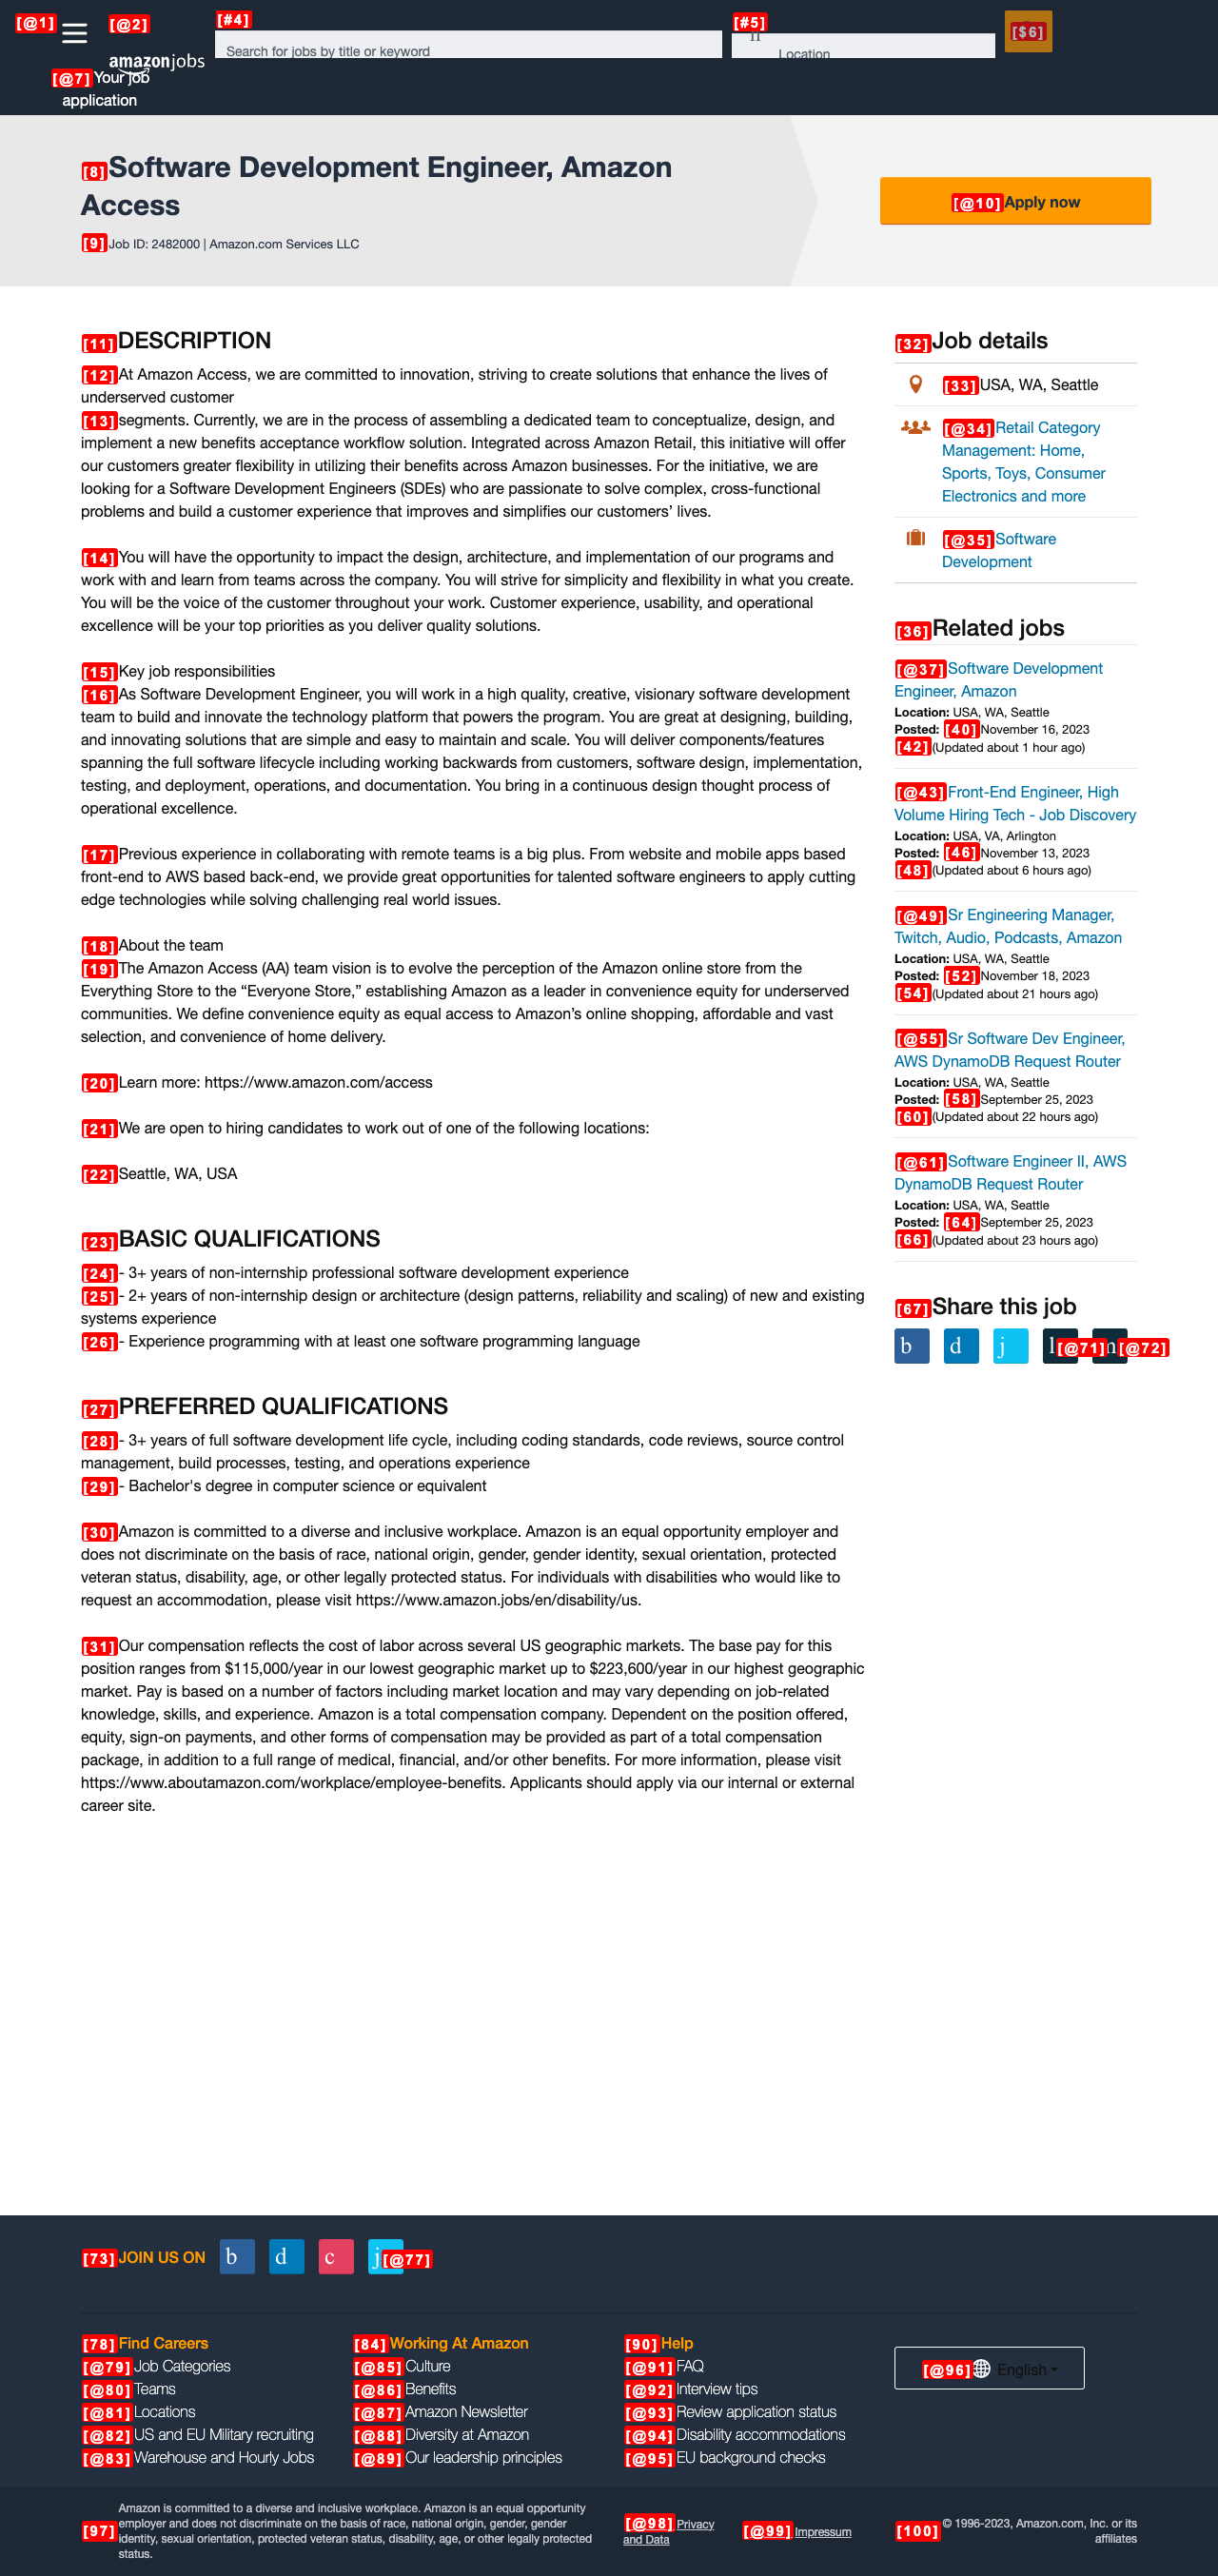 [@1] [@2] [#4] [#5] [$6]
Search for jobs by title or keyword
n Location
amazonjobs
[@7] Your job
application
[8] Software Development Engineer, Amazon
Access
[9] Job ID: 2482000 | Amazon.com Services LLC
[@10] Apply now
[11] DESCRIPTION
[12] At Amazon Access, we are committed to innovation, striving to create solutions that enhance the lives of
underserved customer
[13] segments. Currently, we are in the process of assembling a dedicated team to conceptualize, design, and
implement a new benefits acceptance workflow solution. Integrated across Amazon Retail, this initiative will offer
our customers greater flexibility in utilizing their benefits across Amazon businesses. For the initiative, we are
looking for a Software Development Engineers (SDEs) who are passionate to solve complex, cross-functional
problems and build a customer experience that improves and simplifies our customers’ lives.
[14] You will have the opportunity to impact the design, architecture, and implementation of our programs and
work with and learn from teams across the company. You will strive for simplicity and flexibility in what you create.
You will be the voice of the customer throughout your work. Customer experience, usability, and operational
excellence will be your top priorities as you deliver quality solutions.
[15] Key job responsibilities
[16] As Software Development Engineer, you will work in a high quality, creative, visionary software development
team to build and innovate the technology platform that powers the program. You are great at designing, building,
and innovating solutions that are simple and easy to maintain and scale. You will deliver components/features
spanning the full software lifecycle including working backwards from customers, software design, implementation,
testing, and deployment, operations, and documentation. You bring in a continuous design thought process of
operational excellence.
[17] Previous experience in collaborating with remote teams is a big plus. From website and mobile apps based
front-end to AWS based back-end, we provide great opportunities for talented software engineers to apply cutting
edge technologies while solving challenging real world issues.
[18] About the team
[19] The Amazon Access (AA) team vision is to evolve the perception of the Amazon online store from the
Everything Store to the “Everyone Store,” establishing Amazon as a leader in convenience equity for underserved
communities. We define convenience equity as equal access to Amazon’s online shopping, affordable and vast
selection, and convenience of home delivery.
[20] Learn more: https://www.amazon.com/access
[21] We are open to hiring candidates to work out of one of the following locations:
[22] Seattle, WA, USA
[23] BASIC QUALIFICATIONS
[24] - 3+ years of non-internship professional software development experience
[25] - 2+ years of non-internship design or architecture (design patterns, reliability and scaling) of new and existing
systems experience
[26] - Experience programming with at least one software programming language
[27] PREFERRED QUALIFICATIONS
[28] - 3+ years of full software development life cycle, including coding standards, code reviews, source control
management, build processes, testing, and operations experience
[29] - Bachelor's degree in computer science or equivalent
[30] Amazon is committed to a diverse and inclusive workplace. Amazon is an equal opportunity employer and
does not discriminate on the basis of race, national origin, gender, gender identity, sexual orientation, protected
veteran status, disability, age, or other legally protected status. For individuals with disabilities who would like to
request an accommodation, please visit https://www.amazon.jobs/en/disability/us.
[31] Our compensation reflects the cost of labor across several US geographic markets. The base pay for this
position ranges from $115,000/year in our lowest geographic market up to $223,600/year in our highest geographic
market. Pay is based on a number of factors including market location and may vary depending on job-related
knowledge, skills, and experience. Amazon is a total compensation company. Dependent on the position offered,
equity, sign-on payments, and other forms of compensation may be provided as part of a total compensation
package, in addition to a full range of medical, financial, and/or other benefits. For more information, please visit
https://www.aboutamazon.com/workplace/employee-benefits. Applicants should apply via our internal or external
career site.
[32] Job details
[33] USA, WA, Seattle
[@34] Retail Category
Management: Home,
Sports, Toys, Consumer
Electronics and more
[@35] Software
Development
[36] Related jobs
[@37] Software Development
Engineer, Amazon
Location: USA, WA, Seattle
Posted: [40] November 16, 2023
[42] (Updated about 1 hour ago)
[@43] Front-End Engineer, High
Volume Hiring Tech - Job Discovery
Location: USA, VA, Arlington
Posted: [46] November 13, 2023
[48] (Updated about 6 hours ago)
[@49] Sr Engineering Manager,
Twitch, Audio, Podcasts, Amazon
Location: USA, WA, Seattle
Posted: [52] November 18, 2023
[54] (Updated about 21 hours ago)
[@55] Sr Software Dev Engineer,
AWS DynamoDB Request Router
Location: USA, WA, Seattle
Posted: [58] September 25, 2023
[60] (Updated about 22 hours ago)
[@61] Software Engineer II, AWS
DynamoDB Request Router
Location: USA, WA, Seattle
Posted: [64] September 25, 2023
[66] (Updated about 23 hours ago)
[67] Share this job
b d j l [@71] n [@72]
[73] JOIN US ON b d c j [@77]
[78] Find Careers
[@79] Job Categories
[@80] Teams
[@81] Locations
[@82] US and EU Military recruiting
[@83] Warehouse and Hourly Jobs
[84] Working At Amazon
[@85] Culture
[@86] Benefits
[@87] Amazon Newsletter
[@88] Diversity at Amazon
[@89] Our leadership principles
[90] Help
[@91] FAQ
[@92] Interview tips
[@93] Review application status
[@94] Disability accommodations
[@95] EU background checks
[@96] English
[97] Amazon is committed to a diverse and inclusive workplace. Amazon is an equal opportunity
employer and does not discriminate on the basis of race, national origin, gender, gender
identity, sexual orientation, protected veteran status, disability, age, or other legally protected
status.
[@98] Privacy
and Data
[@99] Impressum
[100] © 1996-2023, Amazon.com, Inc. or its
affiliates